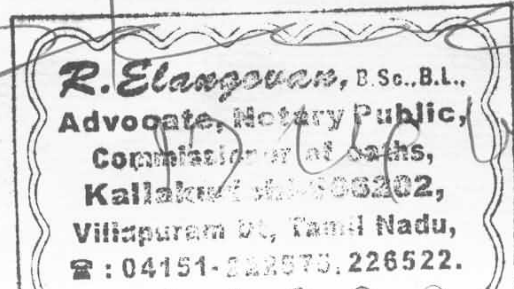 R. Elangovan, B.Sc.,B.L.,
Advocate, Notary Public,
Commissioner of Oaths,
Kallakurichi-606202,
Villupuram Dt, Tamil Nadu,
☎ : 04151- 226522.